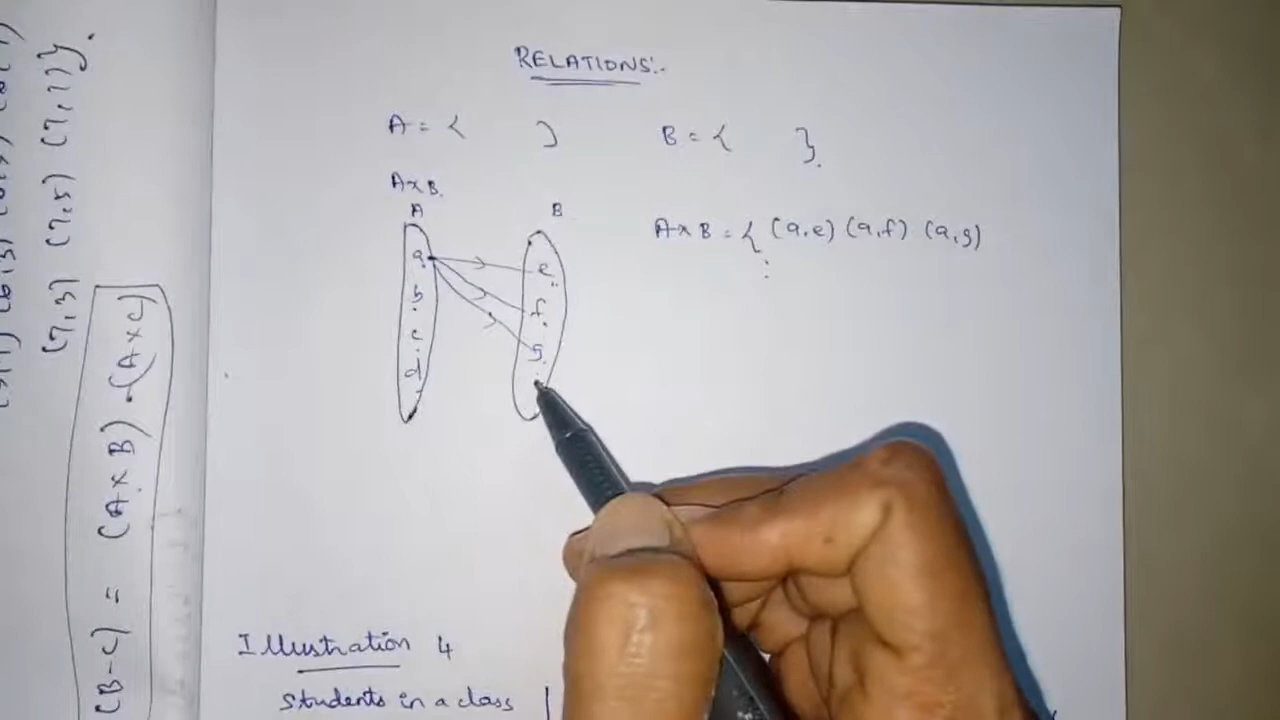 RELATIONS:-
A = { } B = { }.
A×B.
A B
A×B = { (a,e) (a,f) (a,g)
⋮
a. e.
b. f.
c. g.
d.
Illustration 4
Students in a class
(7,3) (7,5) (7,7)}.
(B-C) = (A×B) - (A×C)